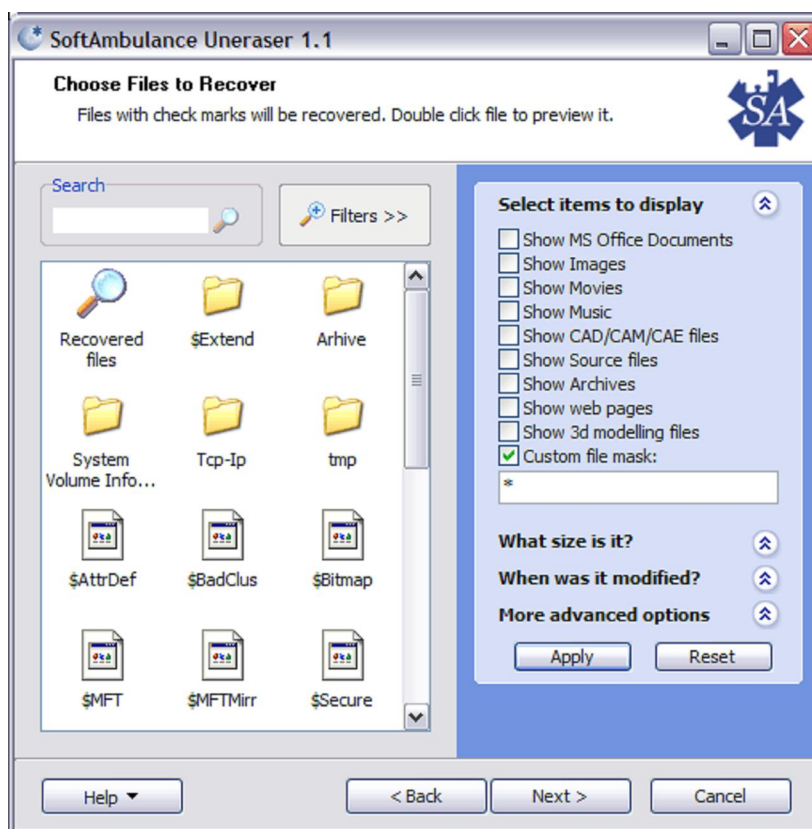 SoftAmbulance Uneraser 1.1
Choose Files to Recover
Files with check marks will be recovered. Double click file to preview it.
SA
Search
Filters >>
Recovered
files
$Extend
Arhive
System
Volume Info...
Tcp-Ip
tmp
$AttrDef
$BadClus
$Bitmap
$MFT
$MFTMirr
$Secure
Select items to display
Show MS Office Documents
Show Images
Show Movies
Show Music
Show CAD/CAM/CAE files
Show Source files
Show Archives
Show web pages
Show 3d modelling files
Custom file mask:
*
What size is it?
When was it modified?
More advanced options
Apply
Reset
Help
< Back
Next >
Cancel